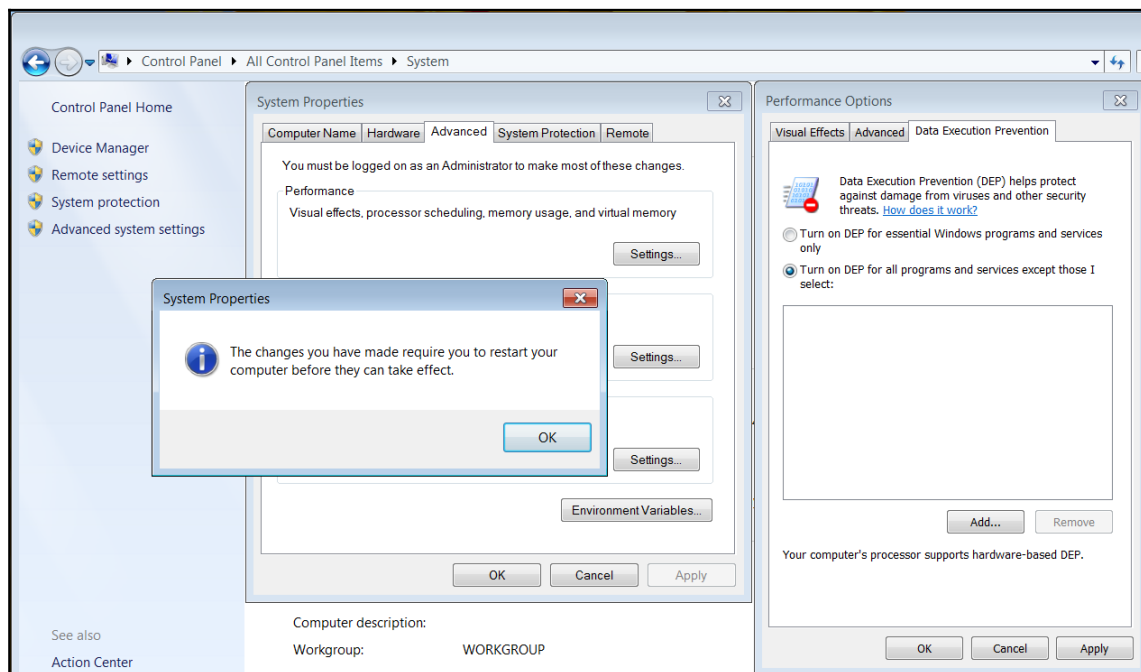 Control Panel ▸ All Control Panel Items ▸ System
Control Panel Home
Device Manager
Remote settings
System protection
Advanced system settings
See also
Action Center
System Properties
Computer Name
Hardware
Advanced
System Protection
Remote
You must be logged on as an Administrator to make most of these changes.
Performance
Visual effects, processor scheduling, memory usage, and virtual memory
Settings...
Settings...
Settings...
Environment Variables...
OK
Cancel
Apply
System Properties
The changes you have made require you to restart your
computer before they can take effect.
OK
Computer description:
Workgroup: WORKGROUP
Performance Options
Visual Effects
Advanced
Data Execution Prevention
Data Execution Prevention (DEP) helps protect
against damage from viruses and other security
threats. How does it work?
Turn on DEP for essential Windows programs and services
only
Turn on DEP for all programs and services except those I
select:
Add...
Remove
Your computer's processor supports hardware-based DEP.
OK
Cancel
Apply